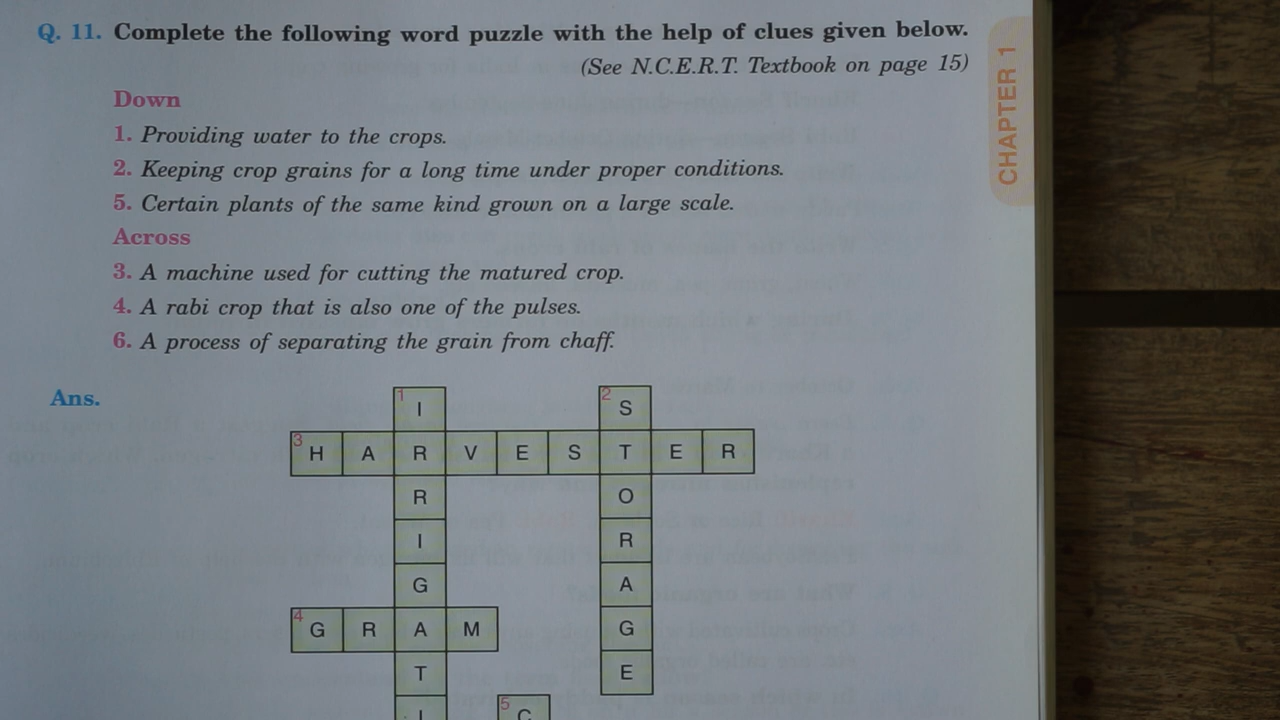 Q. 11. Complete the following word puzzle with the help of clues given below.
(See N.C.E.R.T. Textbook on page 15)
CHAPTER 1
Down
1. Providing water to the crops.
2. Keeping crop grains for a long time under proper conditions.
5. Certain plants of the same kind grown on a large scale.
Across
3. A machine used for cutting the matured crop.
4. A rabi crop that is also one of the pulses.
6. A process of separating the grain from chaff.
Ans.
1 I 2 S
3 H A R V E S T E R
R O
I R
G A
4 G R A M G
T E
I 5 C